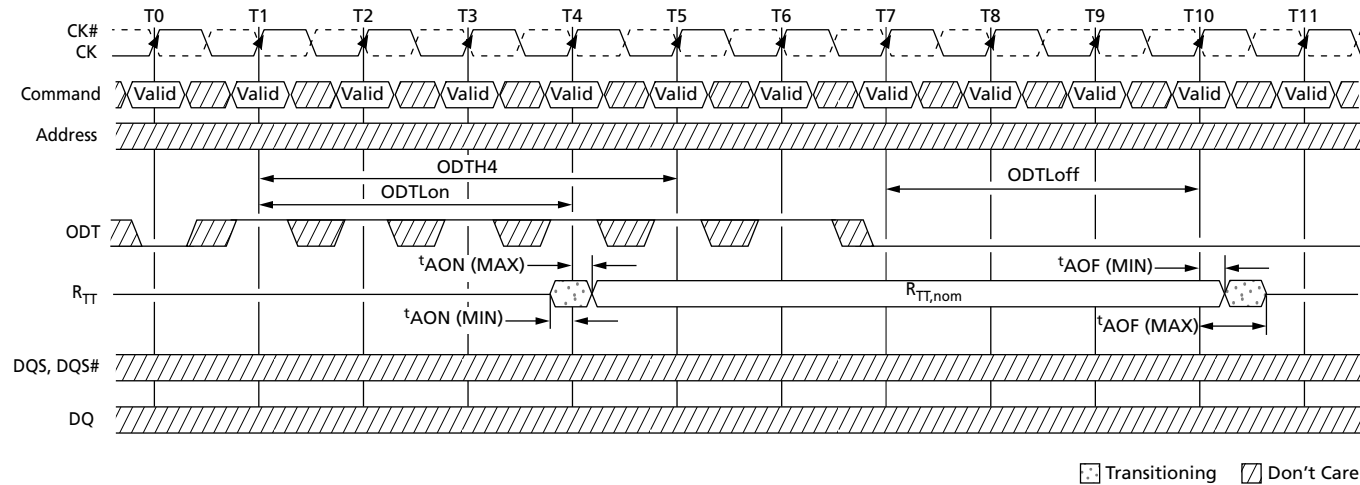 T0 T1 T2 T3 T4 T5 T6 T7 T8 T9 T10 T11
CK#
CK
Command Valid Valid Valid Valid Valid Valid Valid Valid Valid Valid Valid Valid
Address
ODTH4
ODTLoff
ODTLon
ODT
tAON (MAX) tAOF (MIN)
RTT RTT,nom
tAON (MIN) tAOF (MAX)
DQS, DQS#
DQ
Transitioning Don't Care